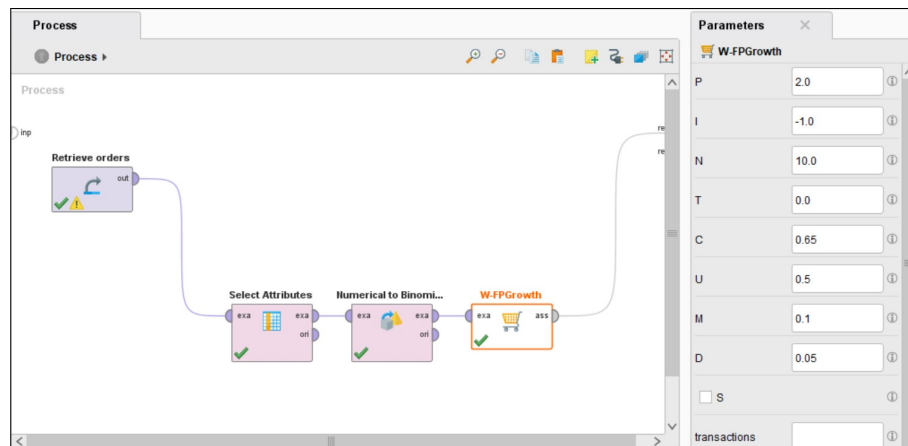 Process
Process
Process
inp
Retrieve orders
out
Select Attributes
exa
exa
ori
Numerical to Binomi...
exa
exa
ori
W-FPGrowth
exa
ass
re
re
Parameters
W-FPGrowth
P
2.0
I
-1.0
N
10.0
T
0.0
C
0.65
U
0.5
M
0.1
D
0.05
S
transactions